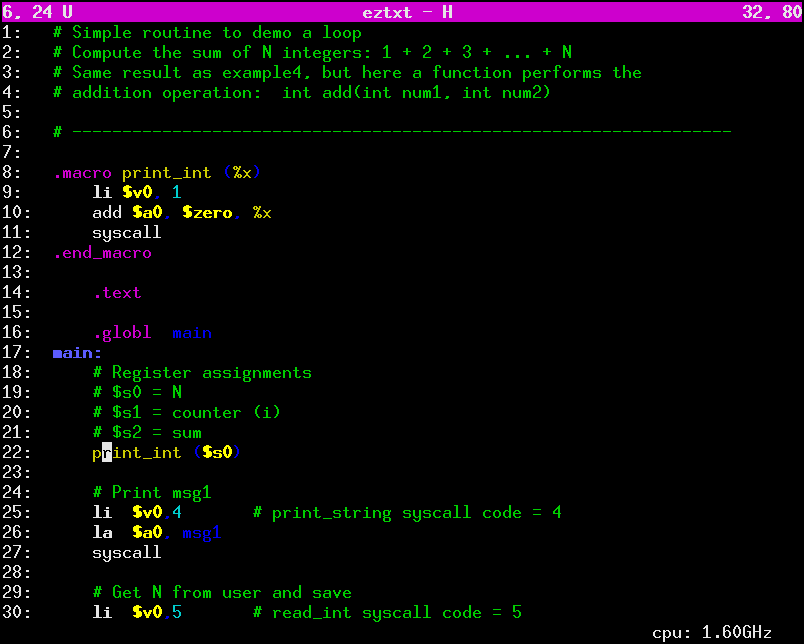 6, 24 U eztxt - H 32, 80
1: # Simple routine to demo a loop
2: # Compute the sum of N integers: 1 + 2 + 3 + ... + N
3: # Same result as example4, but here a function performs the
4: # addition operation:  int add(int num1, int num2)
5:
6: # ------------------------------------------------------------------
7:
8: .macro print_int (%x)
9:     li $v0, 1
10:     add $a0, $zero, %x
11:     syscall
12: .end_macro
13:
14:     .text
15:
16:     .globl  main
17: main:
18:     # Register assignments
19:     # $s0 = N
20:     # $s1 = counter (i)
21:     # $s2 = sum
22:     print_int ($s0)
23:
24:     # Print msg1
25:     li  $v0,4       # print_string syscall code = 4
26:     la  $a0, msg1
27:     syscall
28:
29:     # Get N from user and save
30:     li  $v0,5       # read_int syscall code = 5
cpu: 1.60GHz